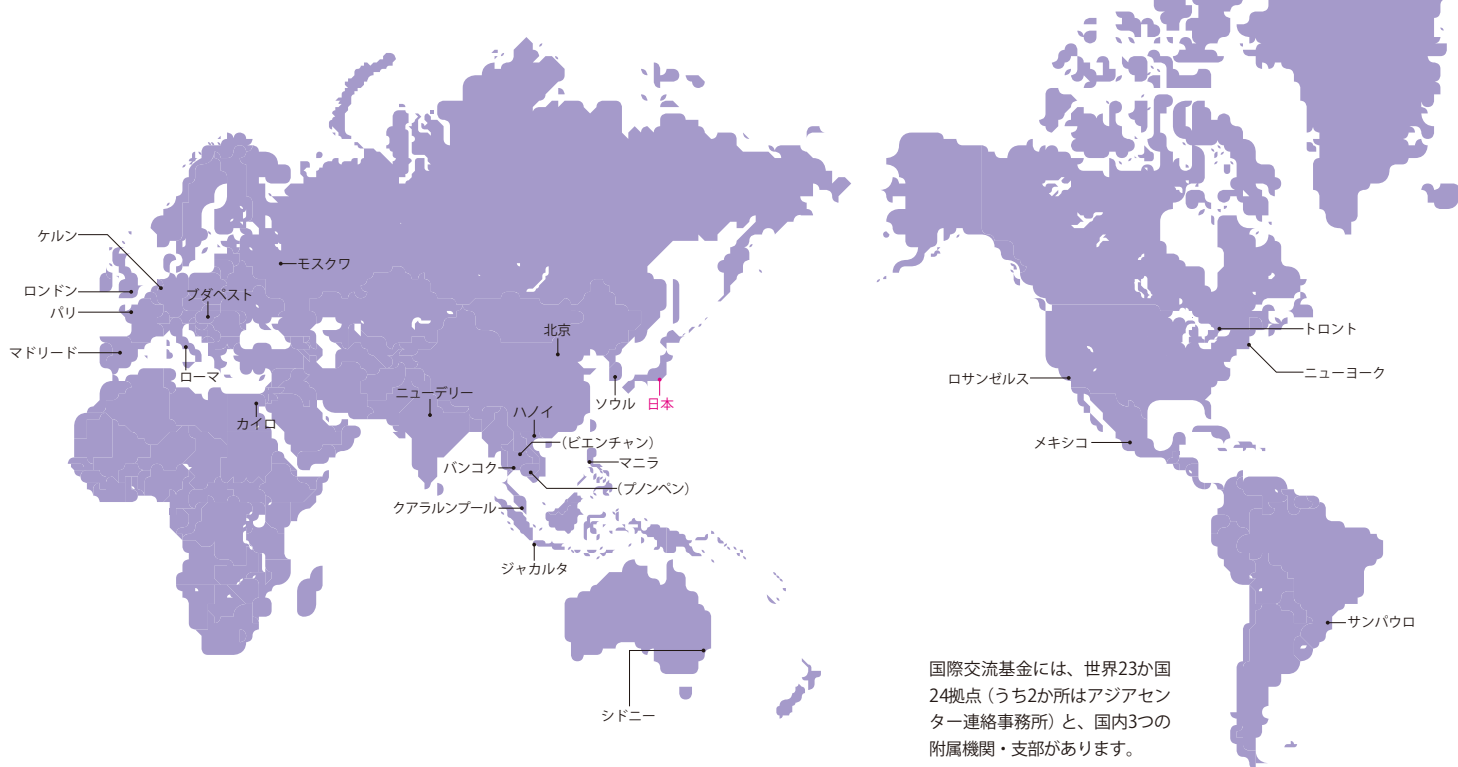 ケルン
モスクワ
ロンドン
ブダペスト
パリ
マドリード
ローマ
カイロ
北京
ニューデリー
ソウル
日本
ハノイ
(ビエンチャン)
バンコク
マニラ
(プノンペン)
クアラルンプール
ジャカルタ
シドニー
トロント
ニューヨーク
ロサンゼルス
メキシコ
サンパウロ
国際交流基金には、世界23か国
24拠点（うち2か所はアジアセン
ター連絡事務所）と、国内3つの
附属機関・支部があります。